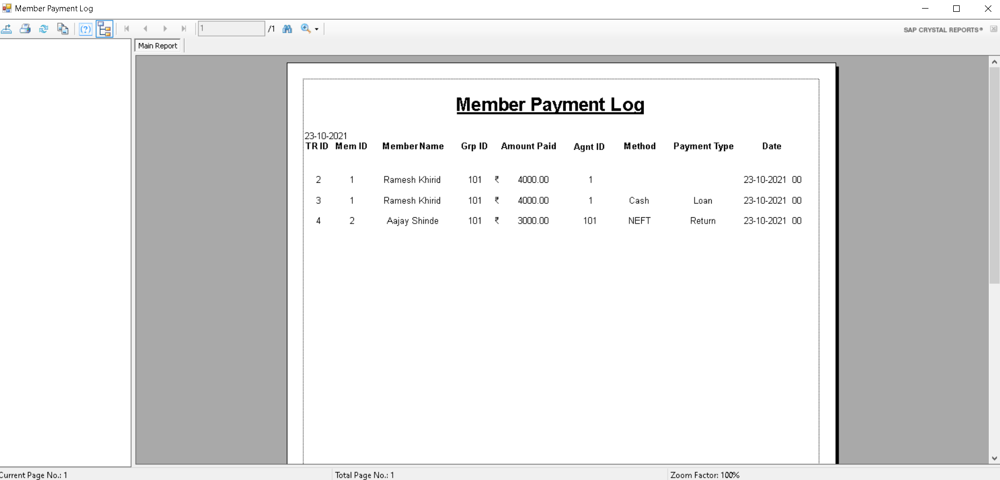 Member Payment Log
(?) 1 /1 SAP CRYSTAL REPORTS®
Main Report
Member Payment Log
23-10-2021
TR ID Mem ID Member Name Grp ID Amount Paid Agnt ID Method Payment Type Date
2 1 Ramesh Khirid 101 ₹ 4000.00 1 23-10-2021 00
3 1 Ramesh Khirid 101 ₹ 4000.00 1 Cash Loan 23-10-2021 00
4 2 Aajay Shinde 101 ₹ 3000.00 101 NEFT Return 23-10-2021 00
Current Page No.: 1 Total Page No.: 1 Zoom Factor: 100%